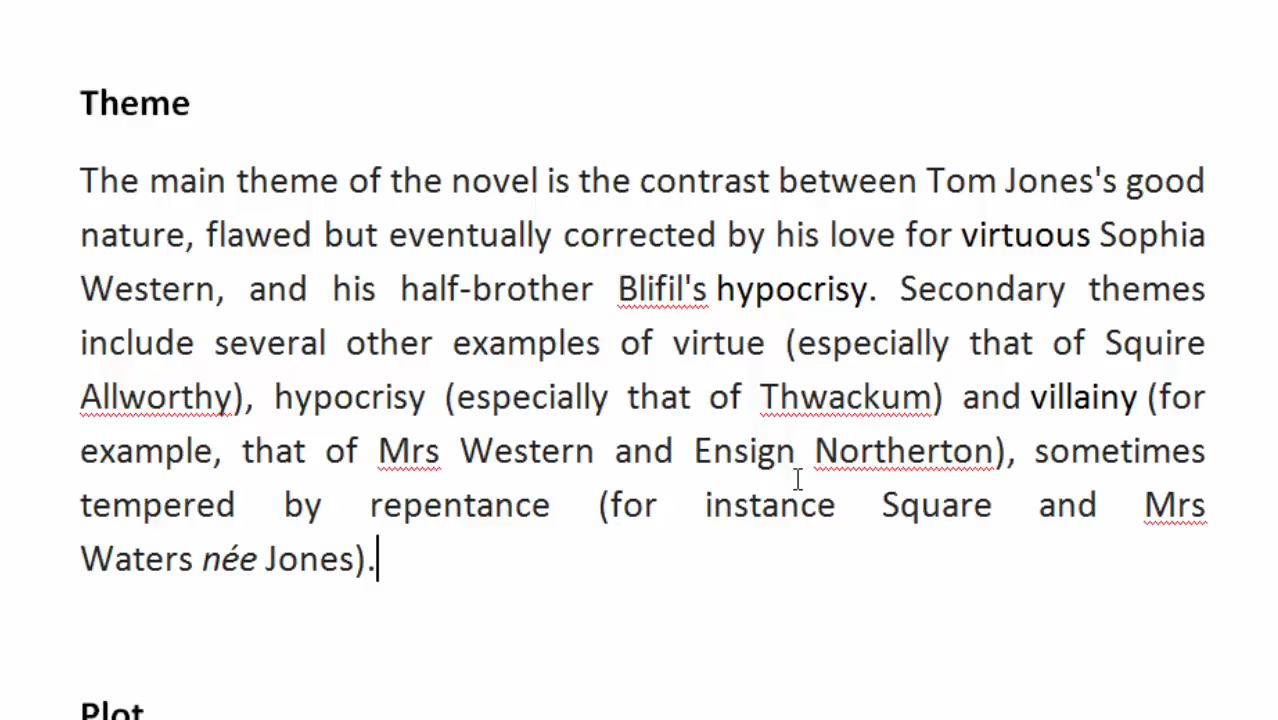 Theme
The main theme of the novel is the contrast between Tom Jones's good
nature, flawed but eventually corrected by his love for virtuous Sophia
Western, and his half-brother Blifil's hypocrisy. Secondary themes
include several other examples of virtue (especially that of Squire
Allworthy), hypocrisy (especially that of Thwackum) and villainy (for
example, that of Mrs Western and Ensign Northerton), sometimes
tempered by repentance (for instance Square and Mrs
Waters née Jones).
Plot